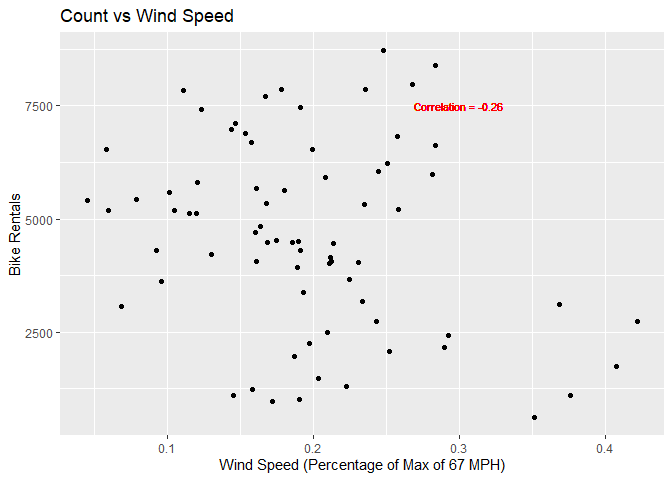 Count vs Wind Speed
Correlation = -0.26
7500
5000
2500
Bike Rentals
0.1
0.2
0.3
0.4
Wind Speed (Percentage of Max of 67 MPH)